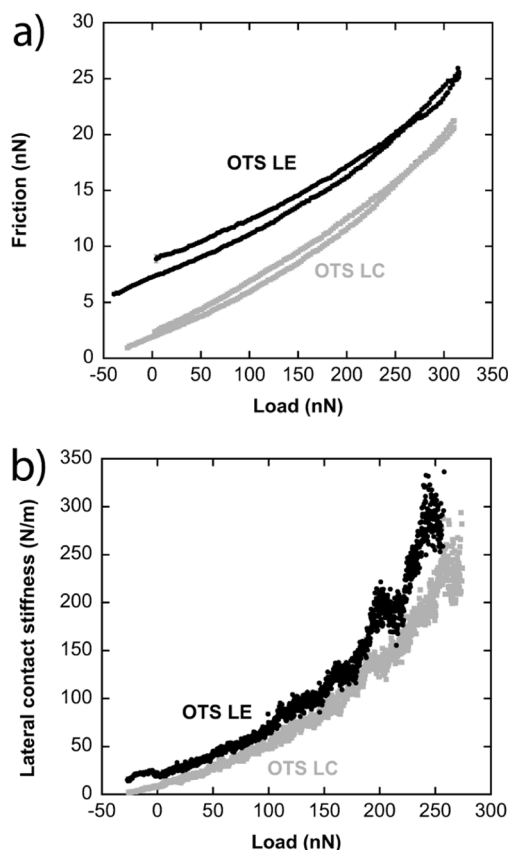 a)
30
25
20
15
10
5
0
Friction (nN)
OTS LE
OTS LC
-50 0 50 100 150 200 250 300 350
Load (nN)
b)
350
300
250
200
150
100
50
0
Lateral contact stiffness (N/m)
OTS LE
OTS LC
-50 0 50 100 150 200 250 300
Load (nN)